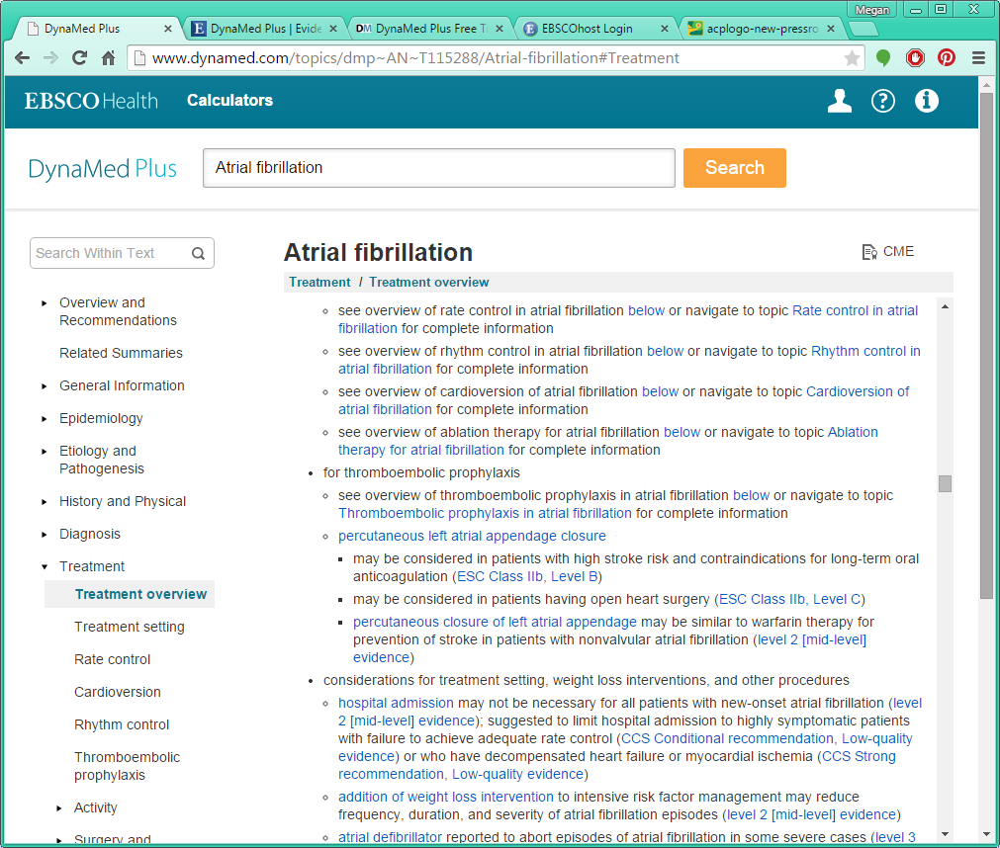 Megan
DynaMed Plus
DynaMed Plus | Evide
DM DynaMed Plus Free T
EBSCOhost Login
acplogo-new-pressro
www.dynamed.com/topics/dmp~AN~T115288/Atrial-fibrillation#Treatment
EBSCO Health
Calculators
DynaMed Plus
Atrial fibrillation
Search
Search Within Text
Overview and
Recommendations
Related Summaries
General Information
Epidemiology
Etiology and
Pathogenesis
History and Physical
Diagnosis
Treatment
Treatment overview
Treatment setting
Rate control
Cardioversion
Rhythm control
Thromboembolic
prophylaxis
Activity
Surgery and
Atrial fibrillation
CME
Treatment / Treatment overview
see overview of rate control in atrial fibrillation below or navigate to topic Rate control in atrial
fibrillation for complete information
see overview of rhythm control in atrial fibrillation below or navigate to topic Rhythm control in
atrial fibrillation for complete information
see overview of cardioversion of atrial fibrillation below or navigate to topic Cardioversion of
atrial fibrillation for complete information
see overview of ablation therapy for atrial fibrillation below or navigate to topic Ablation
therapy for atrial fibrillation for complete information
for thromboembolic prophylaxis
see overview of thromboembolic prophylaxis in atrial fibrillation below or navigate to topic
Thromboembolic prophylaxis in atrial fibrillation for complete information
percutaneous left atrial appendage closure
may be considered in patients with high stroke risk and contraindications for long-term oral
anticoagulation (ESC Class IIb, Level B)
may be considered in patients having open heart surgery (ESC Class IIb, Level C)
percutaneous closure of left atrial appendage may be similar to warfarin therapy for
prevention of stroke in patients with nonvalvular atrial fibrillation (level 2 [mid-level]
evidence)
considerations for treatment setting, weight loss interventions, and other procedures
hospital admission may not be necessary for all patients with new-onset atrial fibrillation (level
2 [mid-level] evidence); suggested to limit hospital admission to highly symptomatic patients
with failure to achieve adequate rate control (CCS Conditional recommendation, Low-quality
evidence) or who have decompensated heart failure or myocardial ischemia (CCS Strong
recommendation, Low-quality evidence)
addition of weight loss intervention to intensive risk factor management may reduce
frequency, duration, and severity of atrial fibrillation episodes (level 2 [mid-level] evidence)
atrial defibrillator reported to abort episodes of atrial fibrillation in some severe cases (level 3